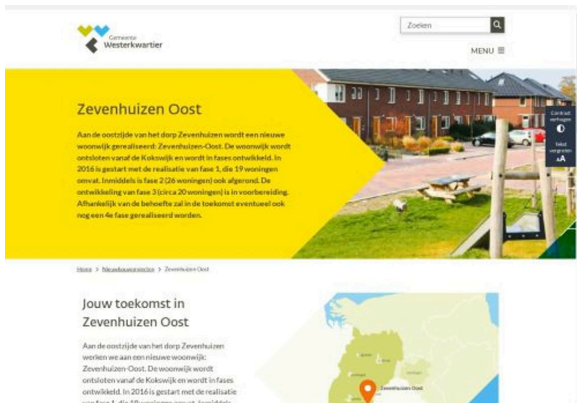 Zoeken
Gemeente
Westerkwartier
MENU
Zevenhuizen Oost
Contrast
verhogen
Aan de oostzijde van het dorp Zevenhuizen wordt een nieuwe
woonwijk gerealiseerd: Zevenhuizen-Oost. De woonwijk wordt
ontsloten vanaf de Kokswijk en wordt in fases ontwikkeld. In
2016 is gestart met de realisatie van fase 1, die 19 woningen
omvat. Inmiddels is fase 2 (26 woningen) ook afgerond. De
ontwikkeling van fase 3 (circa 20 woningen) is in voorbereiding.
Afhankelijk van de behoefte zal in de toekomst eventueel ook
nog een 4e fase gerealiseerd worden.
Tekst
vergroten
AA
Home > Nieuwbouwprojecten > Zevenhuizen Oost
Jouw toekomst in
Zevenhuizen Oost
Aan de oostzijde van het dorp Zevenhuizen
werken we aan een nieuwe woonwijk:
Zevenhuizen-Oost. De woonwijk wordt
ontsloten vanaf de Kokswijk en wordt in fases
ontwikkeld. In 2016 is gestart met de realisatie
Zevenhuizen Oost